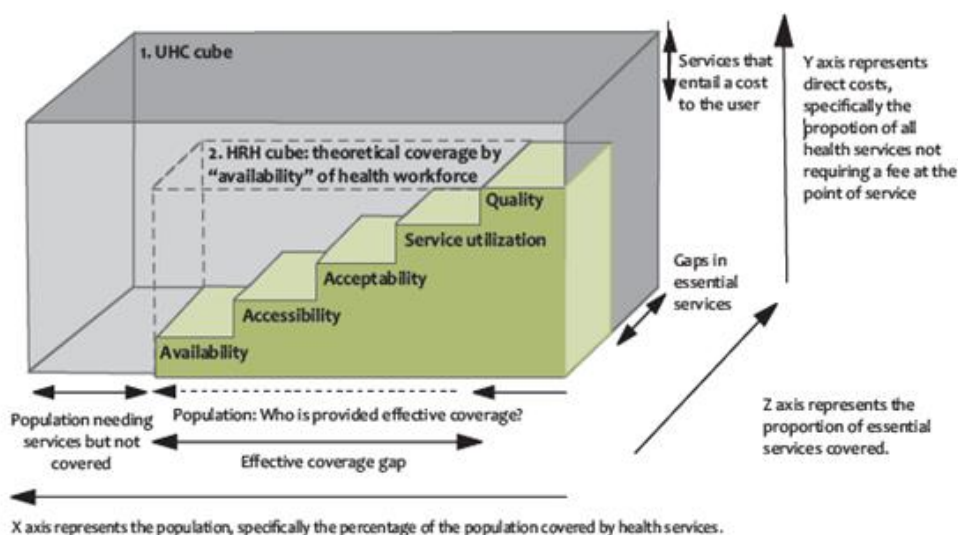 1. UHC cube
2. HRH cube: theoretical coverage by
“availability” of health workforce
Quality
Service utilization
Acceptability
Accessibility
Availability
Services that
entail a cost
to the user
Y axis represents
direct costs,
specifically the
propotion of all
health services not
requiring a fee at the
point of service
Gaps in
essential
services
Z axis represents the
proportion of essential
services covered.
Population needing
services but not
covered
Population: Who is provided effective coverage?
Effective coverage gap
X axis represents the population, specifically the percentage of the population covered by health services.